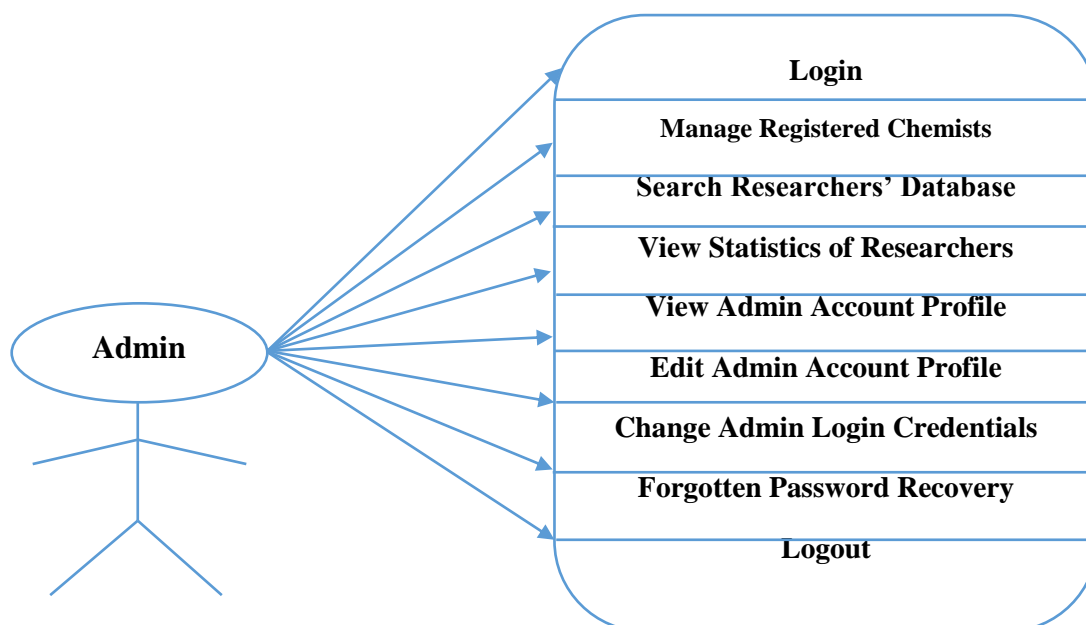 Login
Manage Registered Chemists
Search Researchers’ Database
View Statistics of Researchers
View Admin Account Profile
Admin
Edit Admin Account Profile
Change Admin Login Credentials
Forgotten Password Recovery
Logout